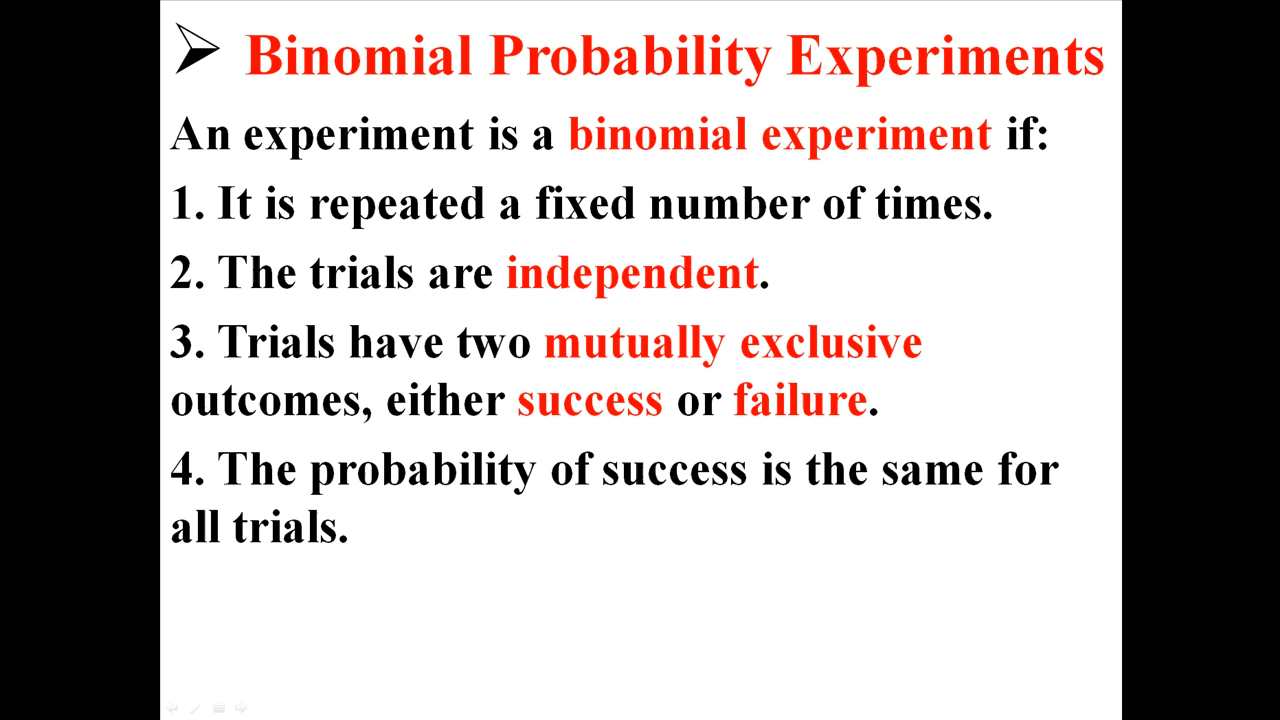 Binomial Probability Experiments
An experiment is a binomial experiment if:
1. It is repeated a fixed number of times.
2. The trials are independent.
3. Trials have two mutually exclusive
outcomes, either success or failure.
4. The probability of success is the same for
all trials.